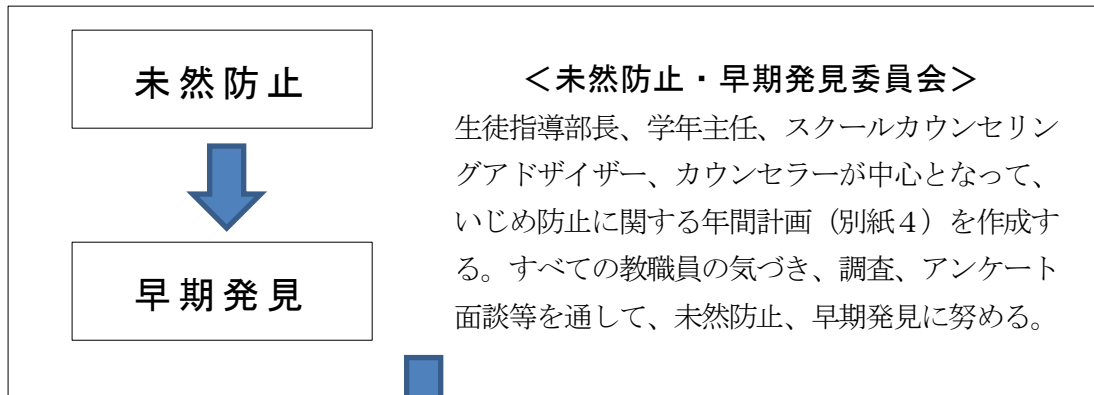 未然防止
＜未然防止・早期発見委員会＞
生徒指導部長、学年主任、スクールカウンセリン
グアドザイザー、カウンセラーが中心となって、
いじめ防止に関する年間計画（別紙４）を作成す
る。すべての教職員の気づき、調査、アンケート
面談等を通して、未然防止、早期発見に努める。
早期発見